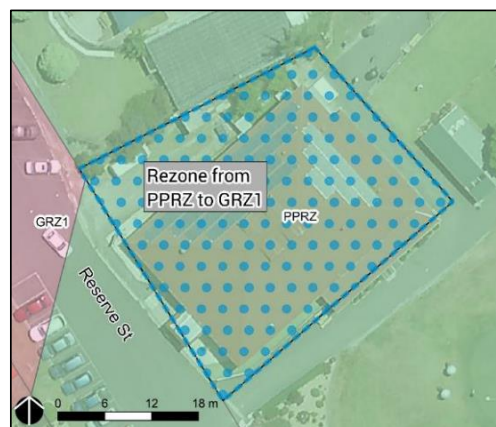 Rezone from
PPRZ to GRZ1
PPRZ
GRZ1
Reserve St
0 6 12 18 m